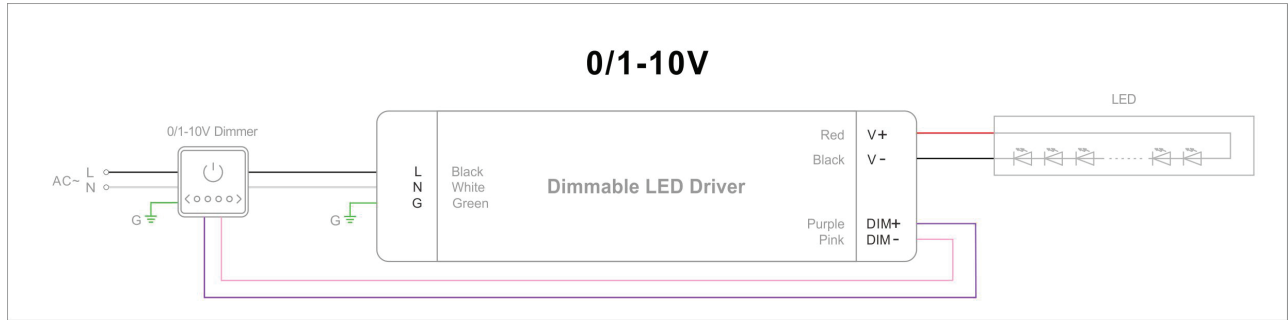 0/1-10V
LED
0/1-10V Dimmer
AC~ L
N
G
G
L Black
N White
G Green
Dimmable LED Driver
Red V+
Black V-
Purple DIM+
Pink DIM-